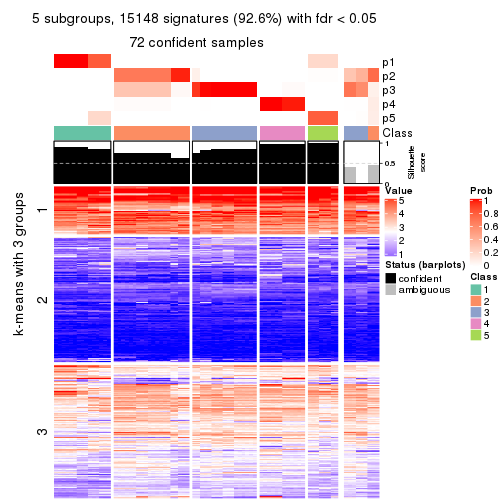 5 subgroups, 15148 signatures (92.6%) with fdr < 0.05
72 confident samples
p1
p2
p3
p4
p5
Class
1
0.5
0
Silhouette
score
k-means with 3 groups
1
2
3
Value
5
4
3
2
1
Prob
1
0.8
0.6
0.4
0.2
0
Status (barplots)
confident
ambiguous
Class
1
2
3
4
5